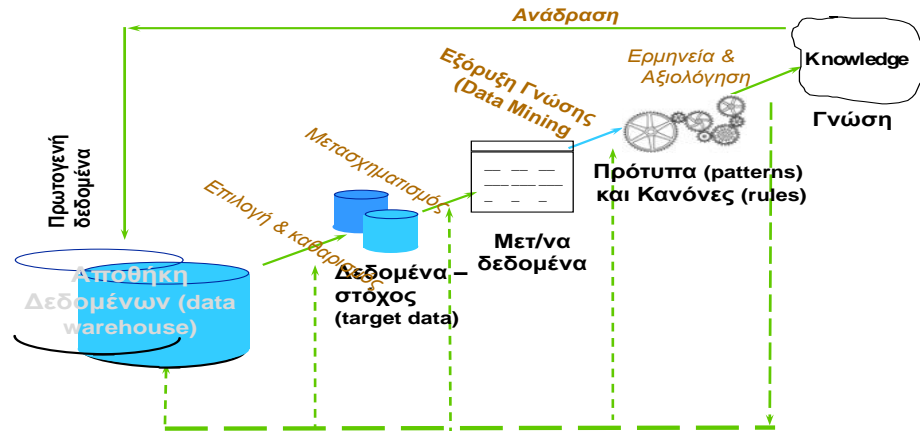 Ανάδραση
Ερμηνεία &
Αξιολόγηση
Knowledge
Γνώση
Εξόρυξη Γνώσης
(Data Mining
Πρότυπα (patterns)
και Κανόνες (rules)
Μετασχηματισμός
Μετ/να
δεδομένα
Επιλογή & καθαρισμός
Δεδομένα –
στόχος
(target data)
Πρωτογενή
δεδομένα
Αποθήκη
Δεδομένων (data
warehouse)